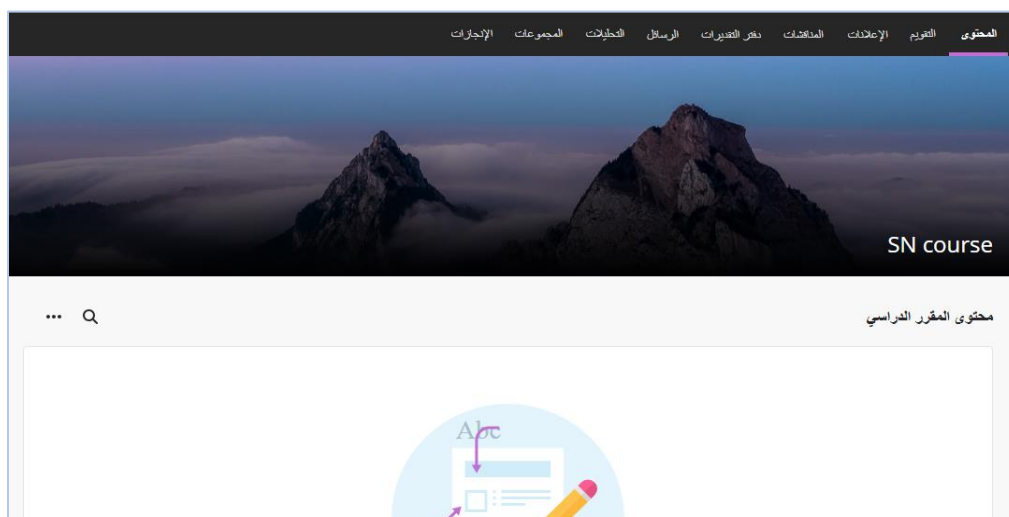 المحتوى التقويم الإعلانات المناقشات دفتر التقديرات الرسائل التحليلات المجموعات الإنجازات
SN course
محتوى المقرر الدراسي
Abc